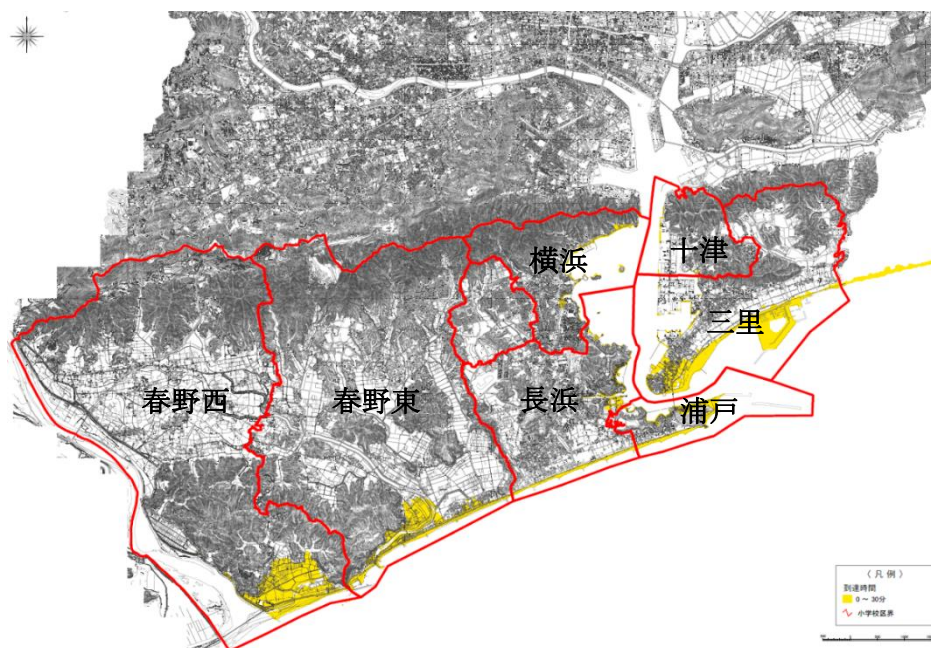 横浜
十津
三里
春野西
春野東
長浜
浦戸
〈 凡 例 〉
到達時間
0 ~ 30分
小学校区界